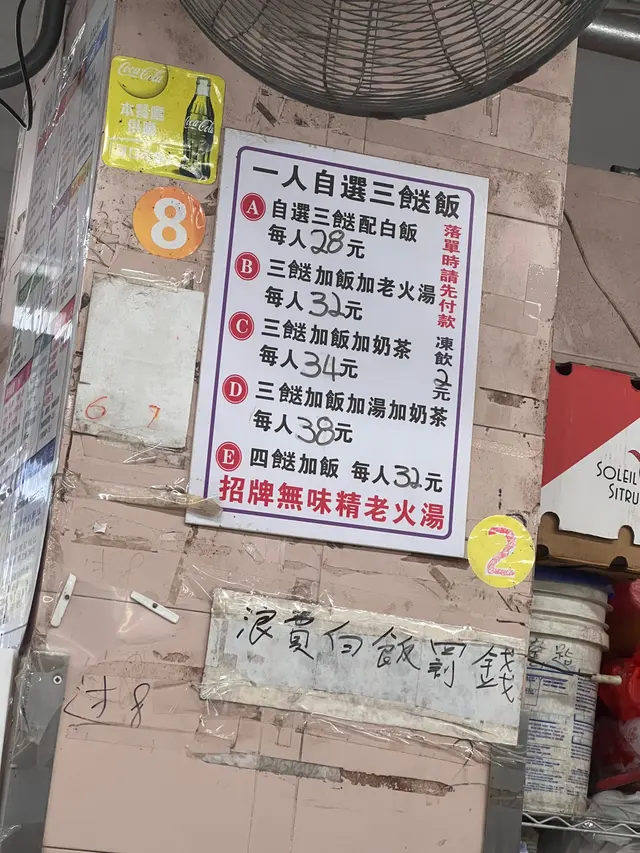 Coca-Cola
Coca-Cola
8
一人自選三餸飯
A 自選三餸配白飯
每人28元
B 三餸加飯加老火湯
每人32元
C 三餸加飯加奶茶
每人34元
D 三餸加飯加湯加奶茶
每人38元
E 四餸加飯 每人32元
招牌無味精老火湯
落單時請先付款
凍飲2元
6 7
2
浪費白飯罰錢
SOLEIL
SITRU